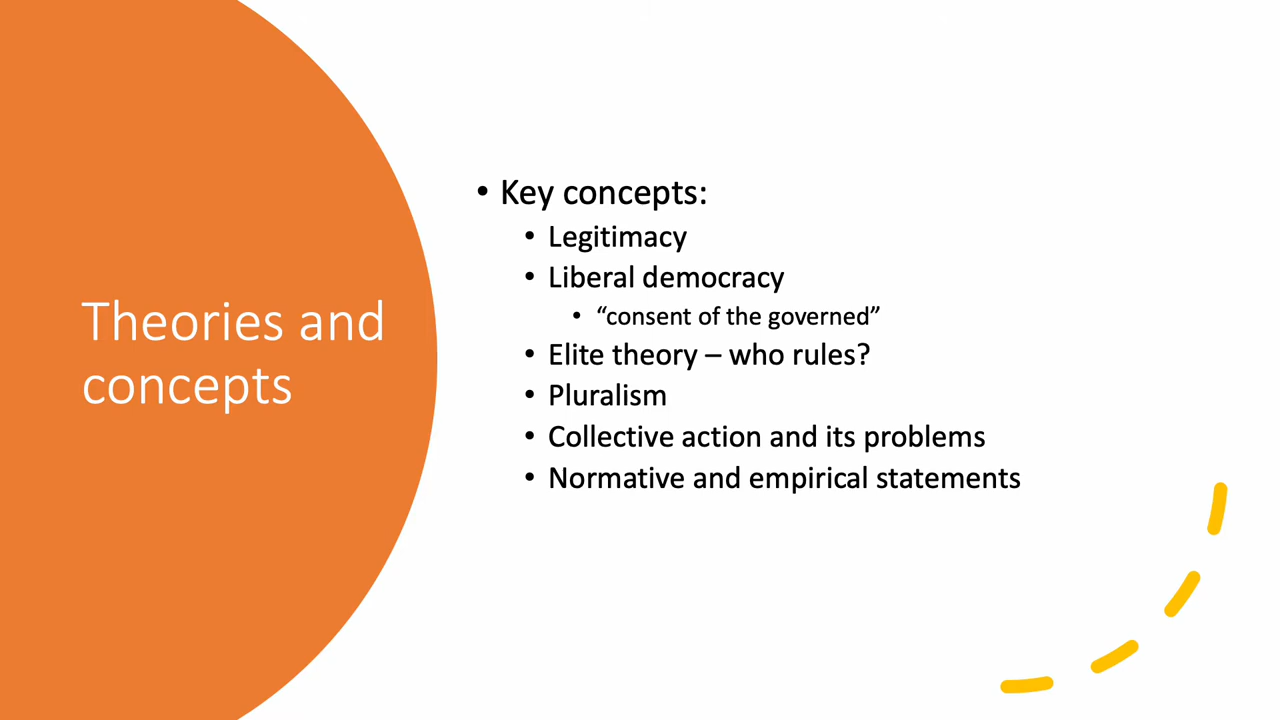 Theories and
concepts
• Key concepts:
• Legitimacy
• Liberal democracy
• “consent of the governed”
• Elite theory – who rules?
• Pluralism
• Collective action and its problems
• Normative and empirical statements